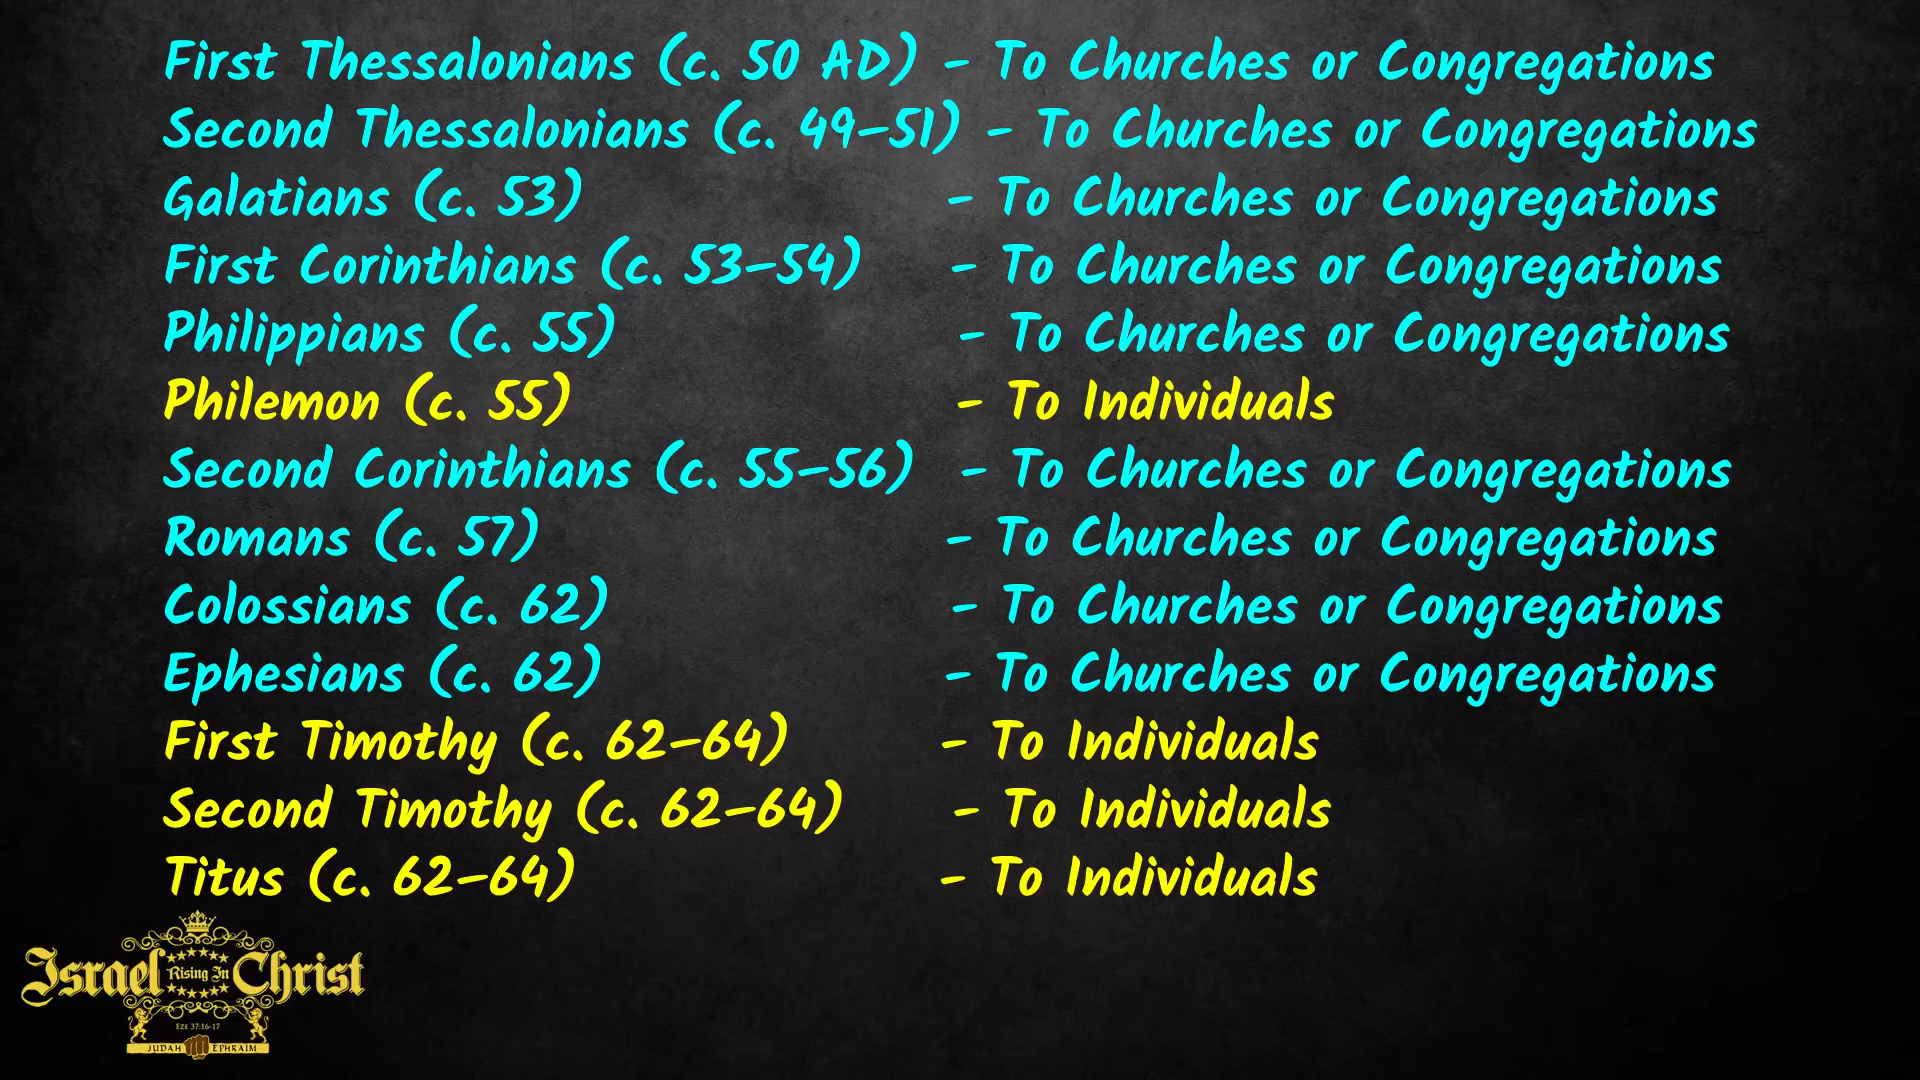 First Thessalonians (c. 50 AD) – To Churches or Congregations
Second Thessalonians (c. 49–51) – To Churches or Congregations
Galatians (c. 53) – To Churches or Congregations
First Corinthians (c. 53–54) – To Churches or Congregations
Philippians (c. 55) – To Churches or Congregations
Philemon (c. 55) – To Individuals
Second Corinthians (c. 55–56) – To Churches or Congregations
Romans (c. 57) – To Churches or Congregations
Colossians (c. 62) – To Churches or Congregations
Ephesians (c. 62) – To Churches or Congregations
First Timothy (c. 62–64) – To Individuals
Second Timothy (c. 62–64) – To Individuals
Titus (c. 62–64) – To Individuals
Israel Rising In Christ
EZE 37:16-17
JUDAH EPHRAIM